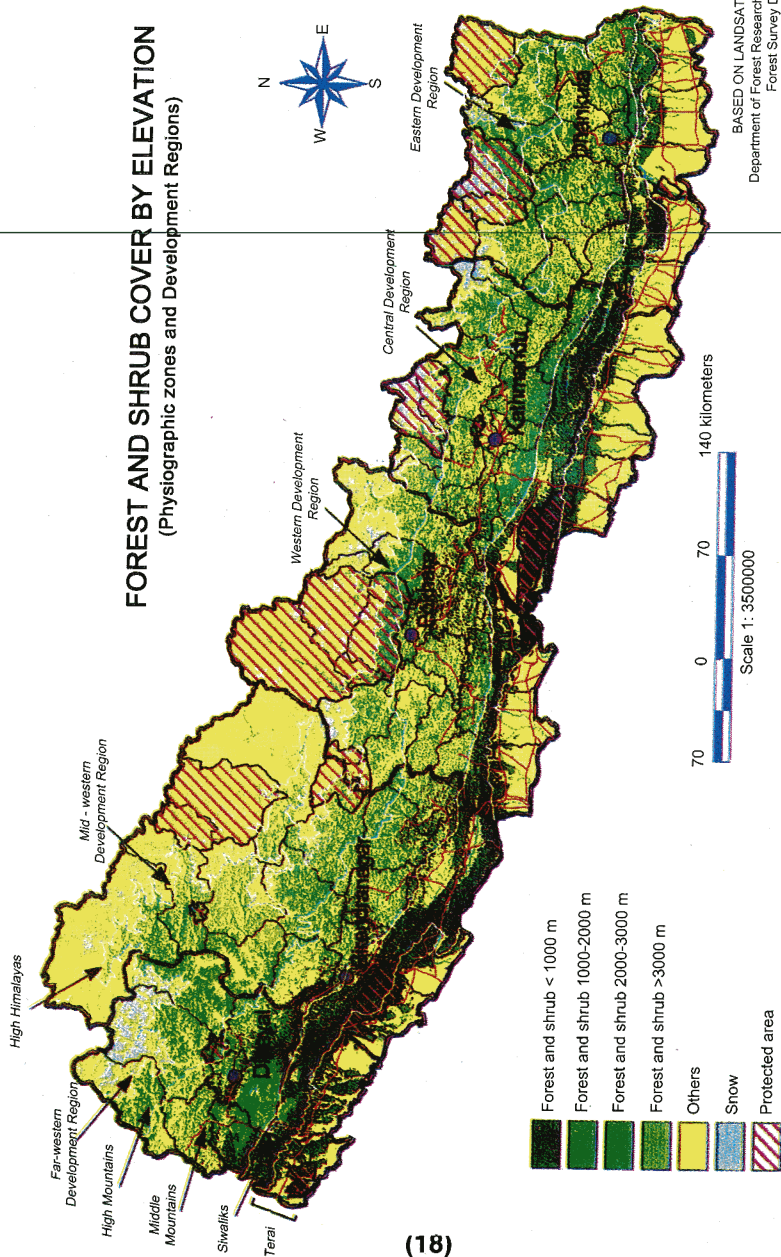 FOREST AND SHRUB COVER BY ELEVATION
(Physiographic zones and Development Regions)
N
W
E
S
High Himalayas
Mid - western
Development Region
Far-western
Development Region
High Mountains
Middle
Mountains
Siwaliks
Terai
Western Development
Region
Central Development
Region
Eastern Development
Region
Pokhara
Kathmandu
Dhankuta
70
0
70
140 kilometers
Scale 1: 3500000
Forest and shrub < 1000 m
Forest and shrub 1000-2000 m
Forest and shrub 2000-3000 m
Forest and shrub >3000 m
Others
Snow
Protected area
BASED ON LANDSAT
Department of Forest Research
Forest Survey D
(18)